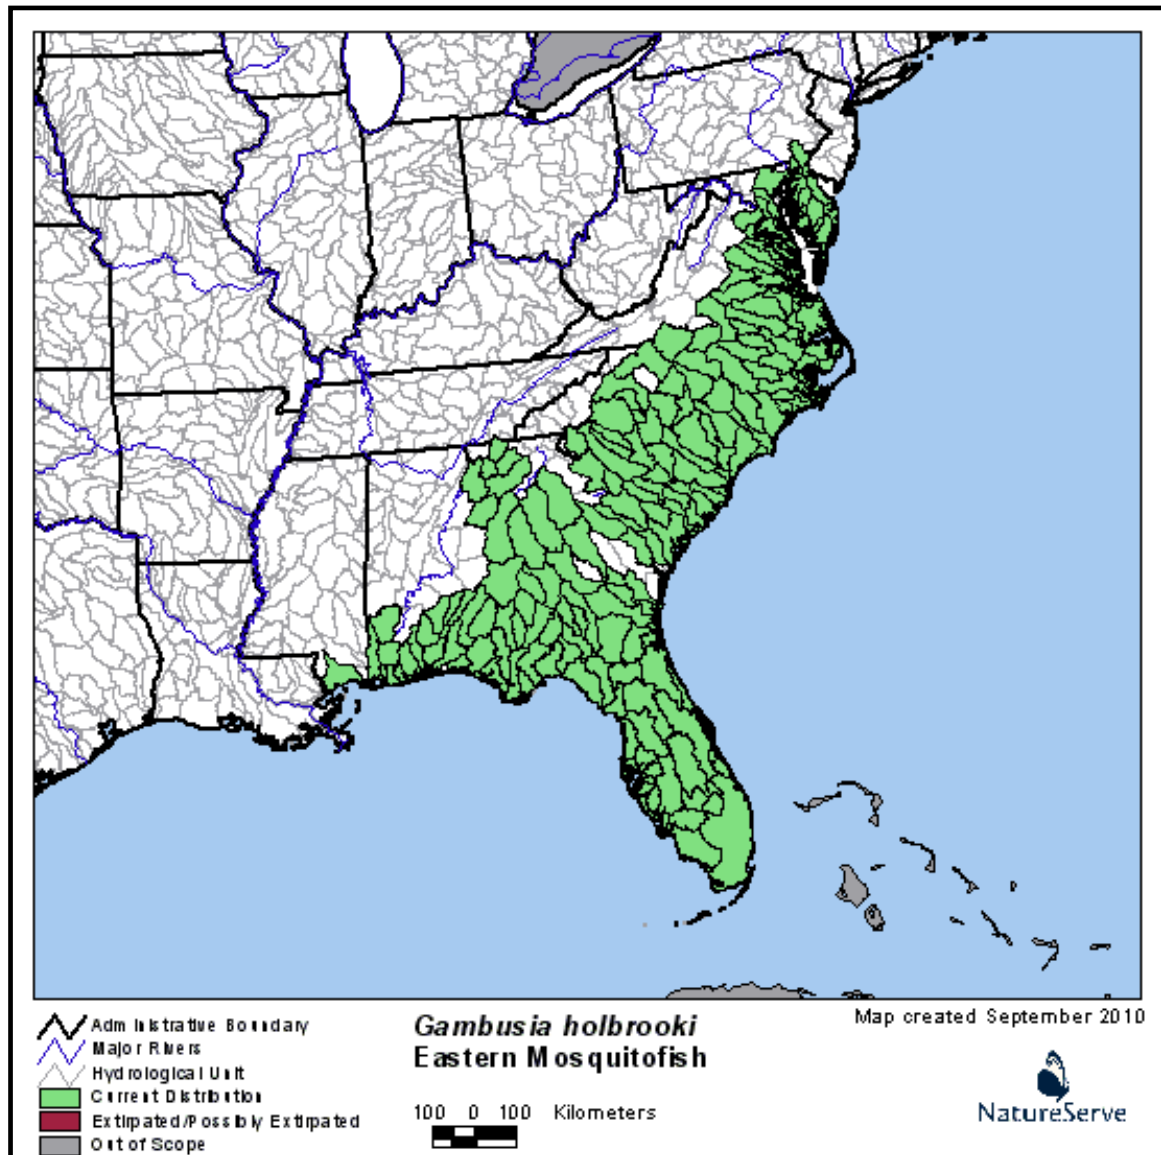 Administrative Boundary
Major Rivers
Hydrological Unit
Current Distribution
Extirpated/Possibly Extirpated
Out of Scope
Gambusia holbrooki
Eastern Mosquitofish
100 0 100 Kilometers
Map created September 2010
NatureServe